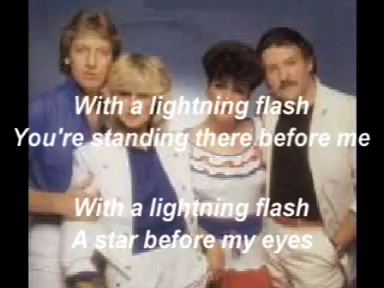 With a lightning flash
You're standing there before me
With a lightning flash
A star before my eyes